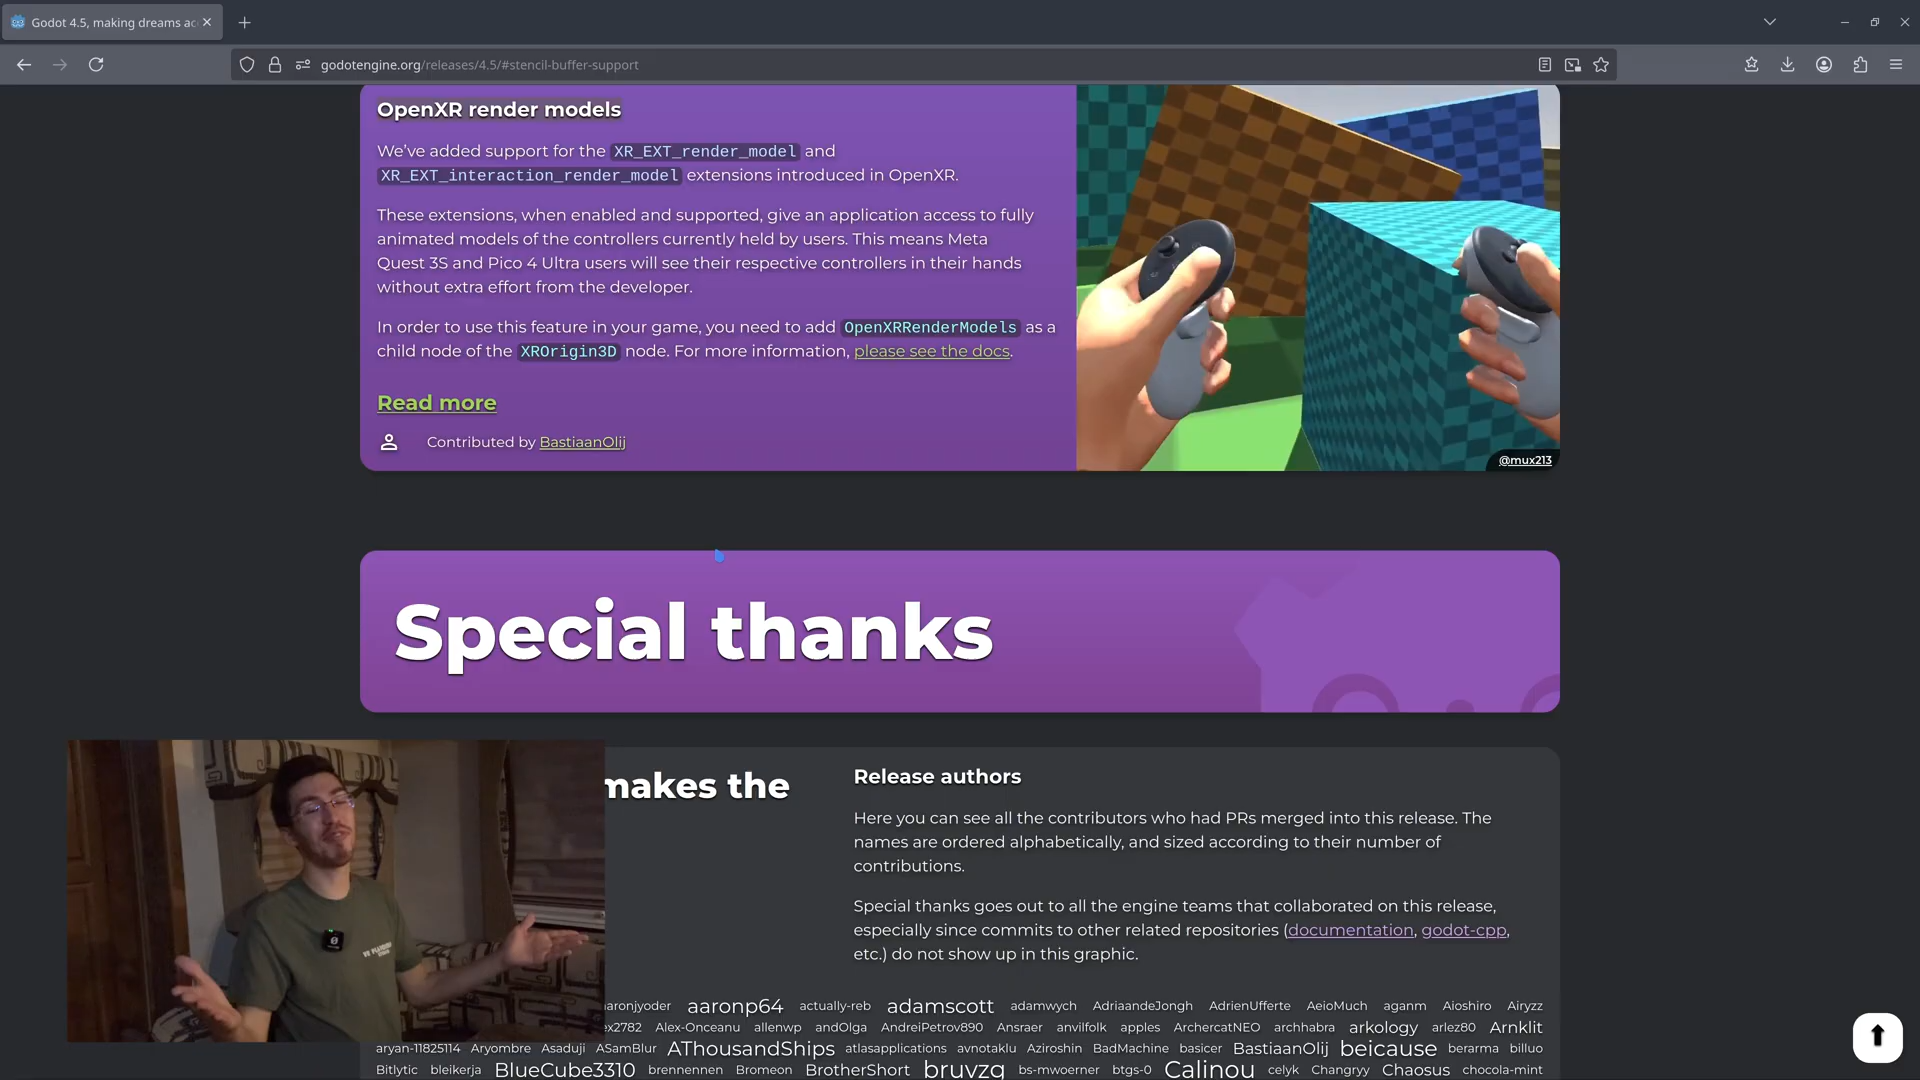 Godot 4.5, making dreams ac
godotengine.org/releases/4.5/#stencil-buffer-support
OpenXR render models
We've added support for the XR_EXT_render_model and
XR_EXT_interaction_render_model extensions introduced in OpenXR.
These extensions, when enabled and supported, give an application access to fully
animated models of the controllers currently held by users. This means Meta
Quest 3S and Pico 4 Ultra users will see their respective controllers in their hands
without extra effort from the developer.
In order to use this feature in your game, you need to add OpenXRRenderModels as a
child node of the XROrigin3D node. For more information, please see the docs.
Read more
Contributed by BastiaanOlij
@mux213
Special thanks
makes the
Release authors
Here you can see all the contributors who had PRs merged into this release. The
names are ordered alphabetically, and sized according to their number of
contributions.
Special thanks goes out to all the engine teams that collaborated on this release,
especially since commits to other related repositories (documentation, godot-cpp,
etc.) do not show up in this graphic.
aaronjyoder aaronp64 actually-reb adamscott adamwych AdriaandeJongh AdrienUfferte AeioMuch aganm Aioshiro Airyzz
ex2782 Alex-Onceanu allenwp andOlga AndreiPetrov890 Ansraer anvilfolk apples ArchercatNEO archhabra arkology arlez80 Arnklit
aryan-11825114 Aryombre Asaduji ASamBlur AThousandShips atlasapplications avnotaklu Aziroshin BadMachine basicer BastiaanOlij beicause berarma billuo
Bitlytic bleikerja BlueCube3310 brennennen Bromeon BrotherShort bruvzg bs-mwoerner btgs-0 Calinou celyk Changryy Chaosus chocola-mint